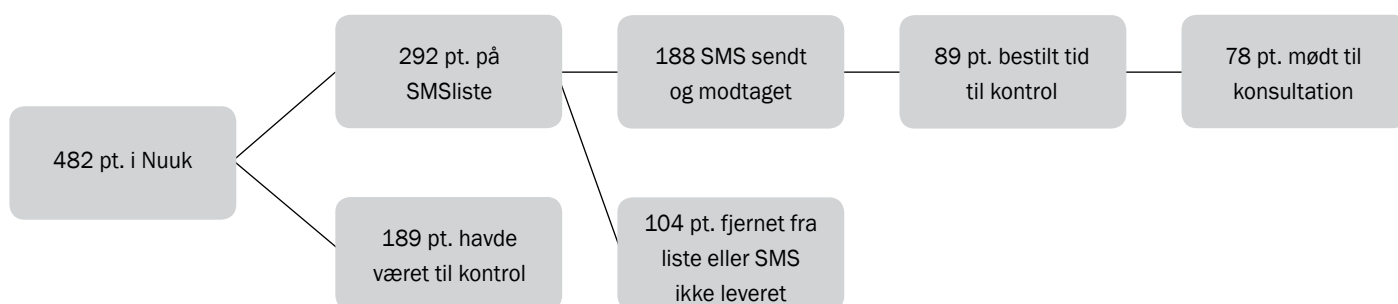 482 pt. i Nuuk
292 pt. på
SMSliste
189 pt. havde
været til kontrol
188 SMS sendt
og modtaget
104 pt. fjernet fra
liste eller SMS
ikke leveret
89 pt. bestilt tid
til kontrol
78 pt. mødt til
konsultation